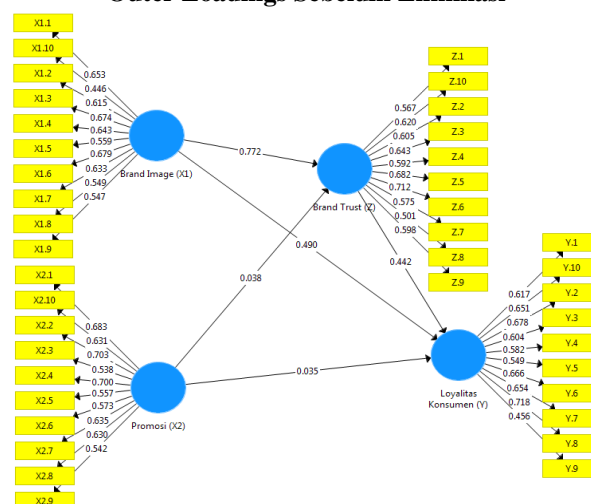 Outer Loadings Sebelum Eliminasi
X1.1
X1.10
X1.2
X1.3
X1.4
X1.5
X1.6
X1.7
X1.8
X1.9
0.653
0.446
0.615
0.674
0.643
0.559
0.679
0.633
0.549
0.547
Brand Image (X1)
0.772
0.490
0.038
0.035
0.442
Z.1
Z.10
Z.2
Z.3
Z.4
Z.5
Z.6
Z.7
Z.8
Z.9
0.567
0.620
0.605
0.643
0.592
0.682
0.712
0.575
0.501
0.598
Brand Trust (Z)
X2.1
X2.10
X2.2
X2.3
X2.4
X2.5
X2.6
X2.7
X2.8
X2.9
0.683
0.631
0.703
0.538
0.700
0.557
0.573
0.635
0.630
0.542
Promosi (X2)
Y.1
Y.10
Y.2
Y.3
Y.4
Y.5
Y.6
Y.7
Y.8
Y.9
0.617
0.651
0.678
0.604
0.582
0.549
0.666
0.654
0.718
0.456
Loyalitas
Konsumen (Y)